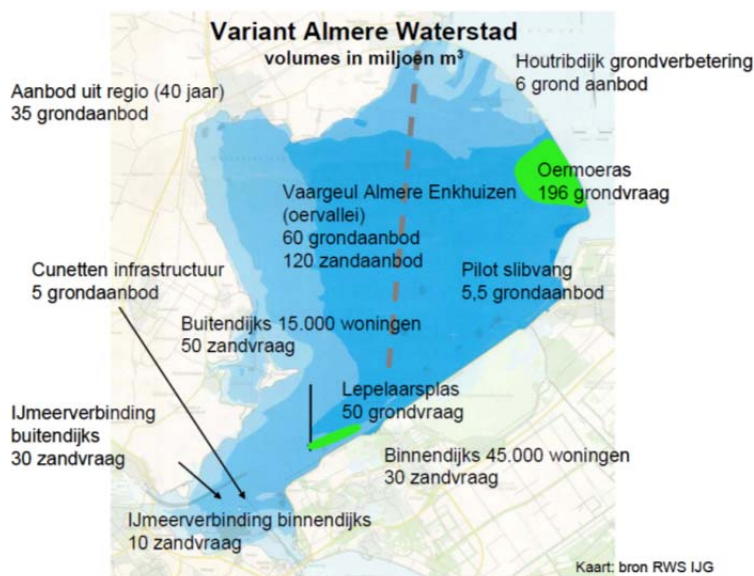 Variant Almere Waterstad
volumes in miljoen m³
Houtribdijk grondverbetering
6 grond aanbod
Aanbod uit regio (40 jaar)
35 grondaanbod
Oermoeras
196 grondvraag
Vaargeul Almere Enkhuizen
(oervallei)
60 grondaanbod
120 zandaanbod
Cunetten infrastructuur
5 grondaanbod
Pilot slibvang
5,5 grondaanbod
Buitendijks 15.000 woningen
50 zandvraag
Lepelaarsplas
50 grondvraag
IJmeerverbinding
buitendijks
30 zandvraag
Binnendijks 45.000 woningen
30 zandvraag
IJmeerverbinding binnendijks
10 zandvraag
Kaart: bron RWS IJG